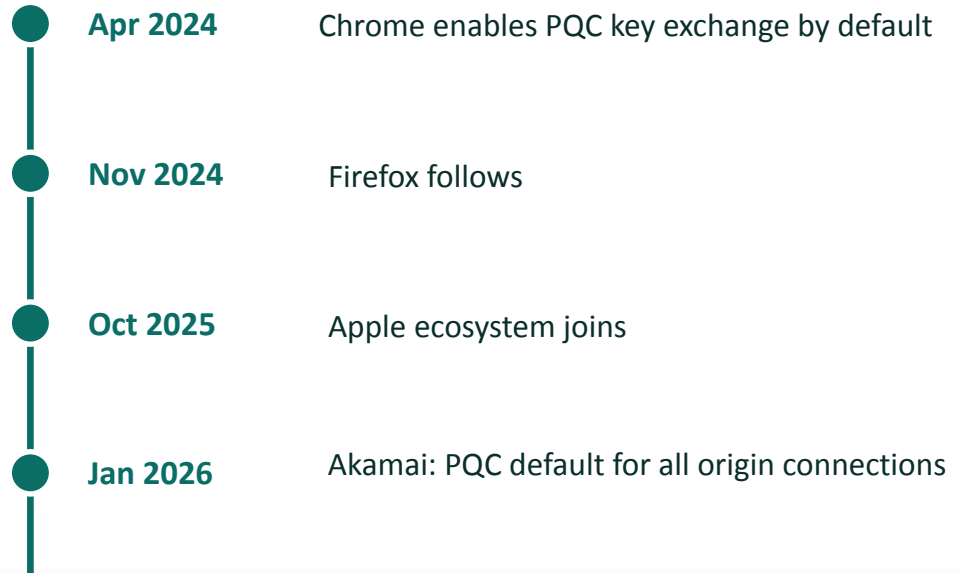 Apr 2024 Chrome enables PQC key exchange by default
Nov 2024 Firefox follows
Oct 2025 Apple ecosystem joins
Jan 2026 Akamai: PQC default for all origin connections